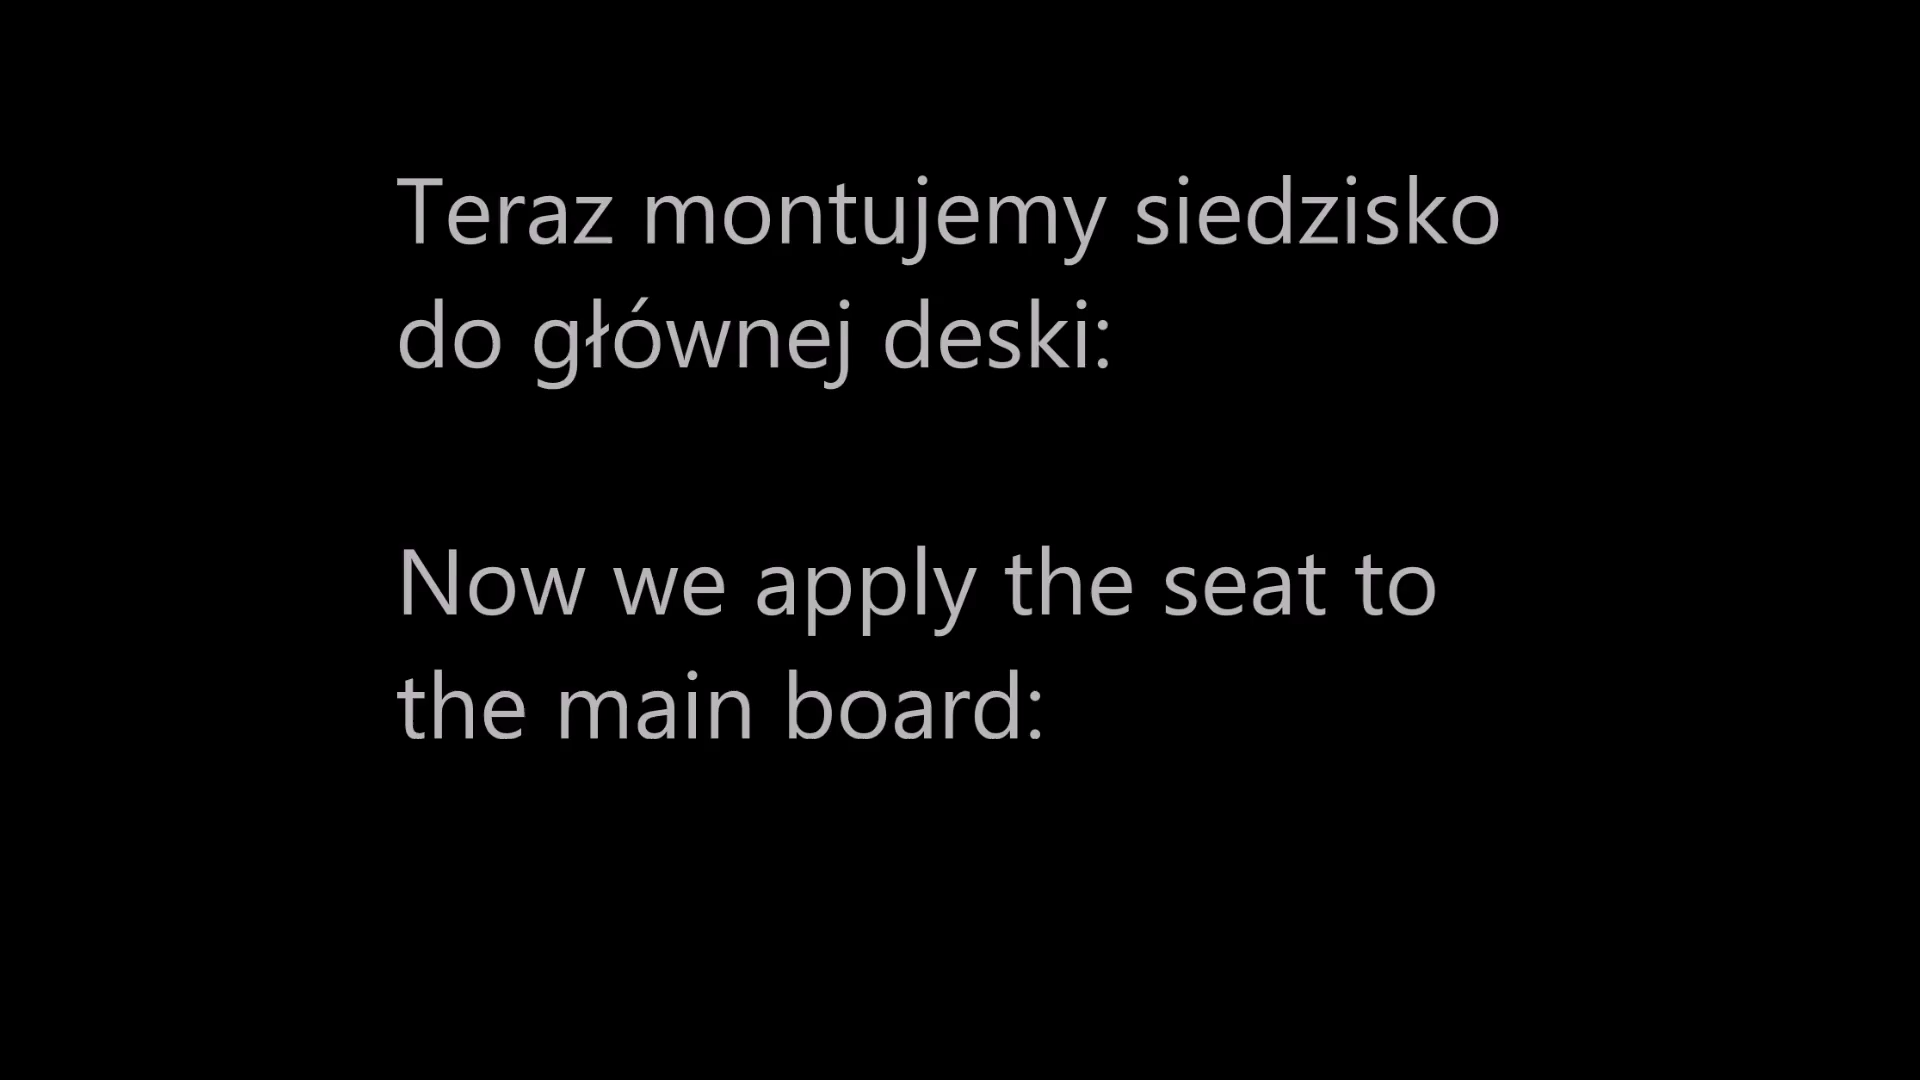 Teraz montujemy siedzisko
do głównej deski:
Now we apply the seat to
the main board: